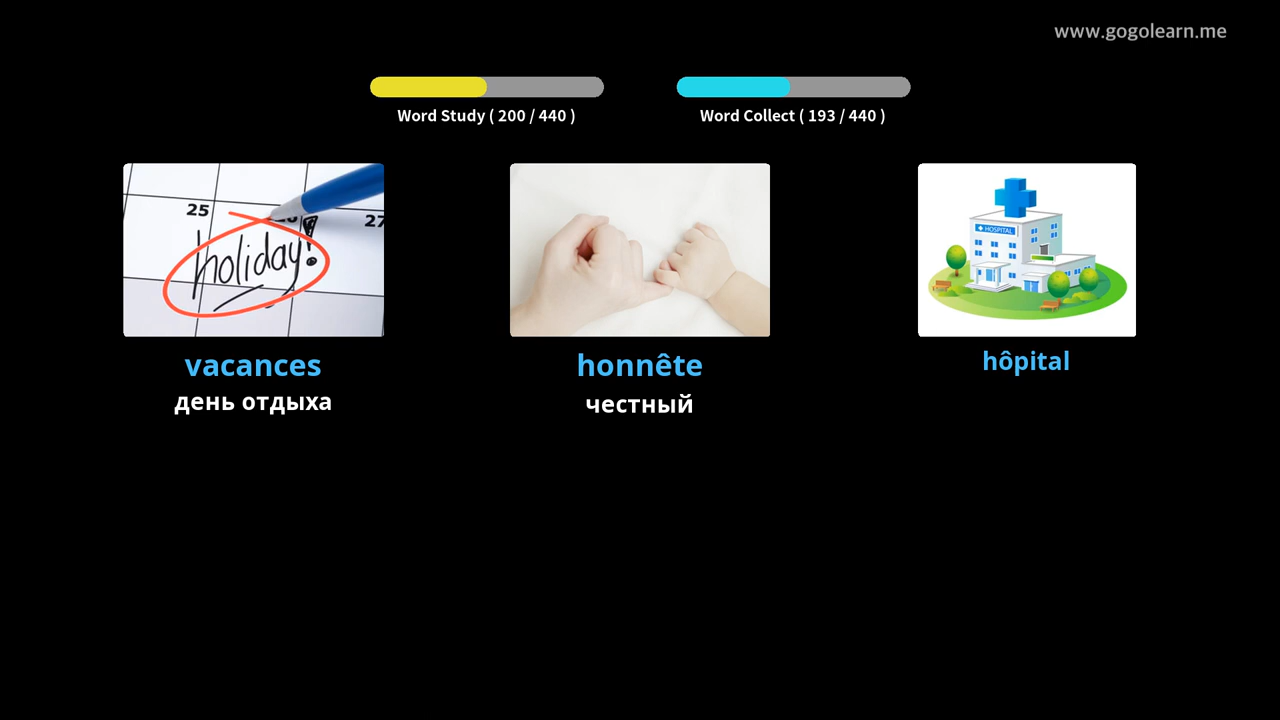 www.gogolearn.me
Word Study ( 200 / 440 )
Word Collect ( 193 / 440 )
25
27
holiday!
HOSPITAL
vacances
honnête
hôpital
день отдыха
честный